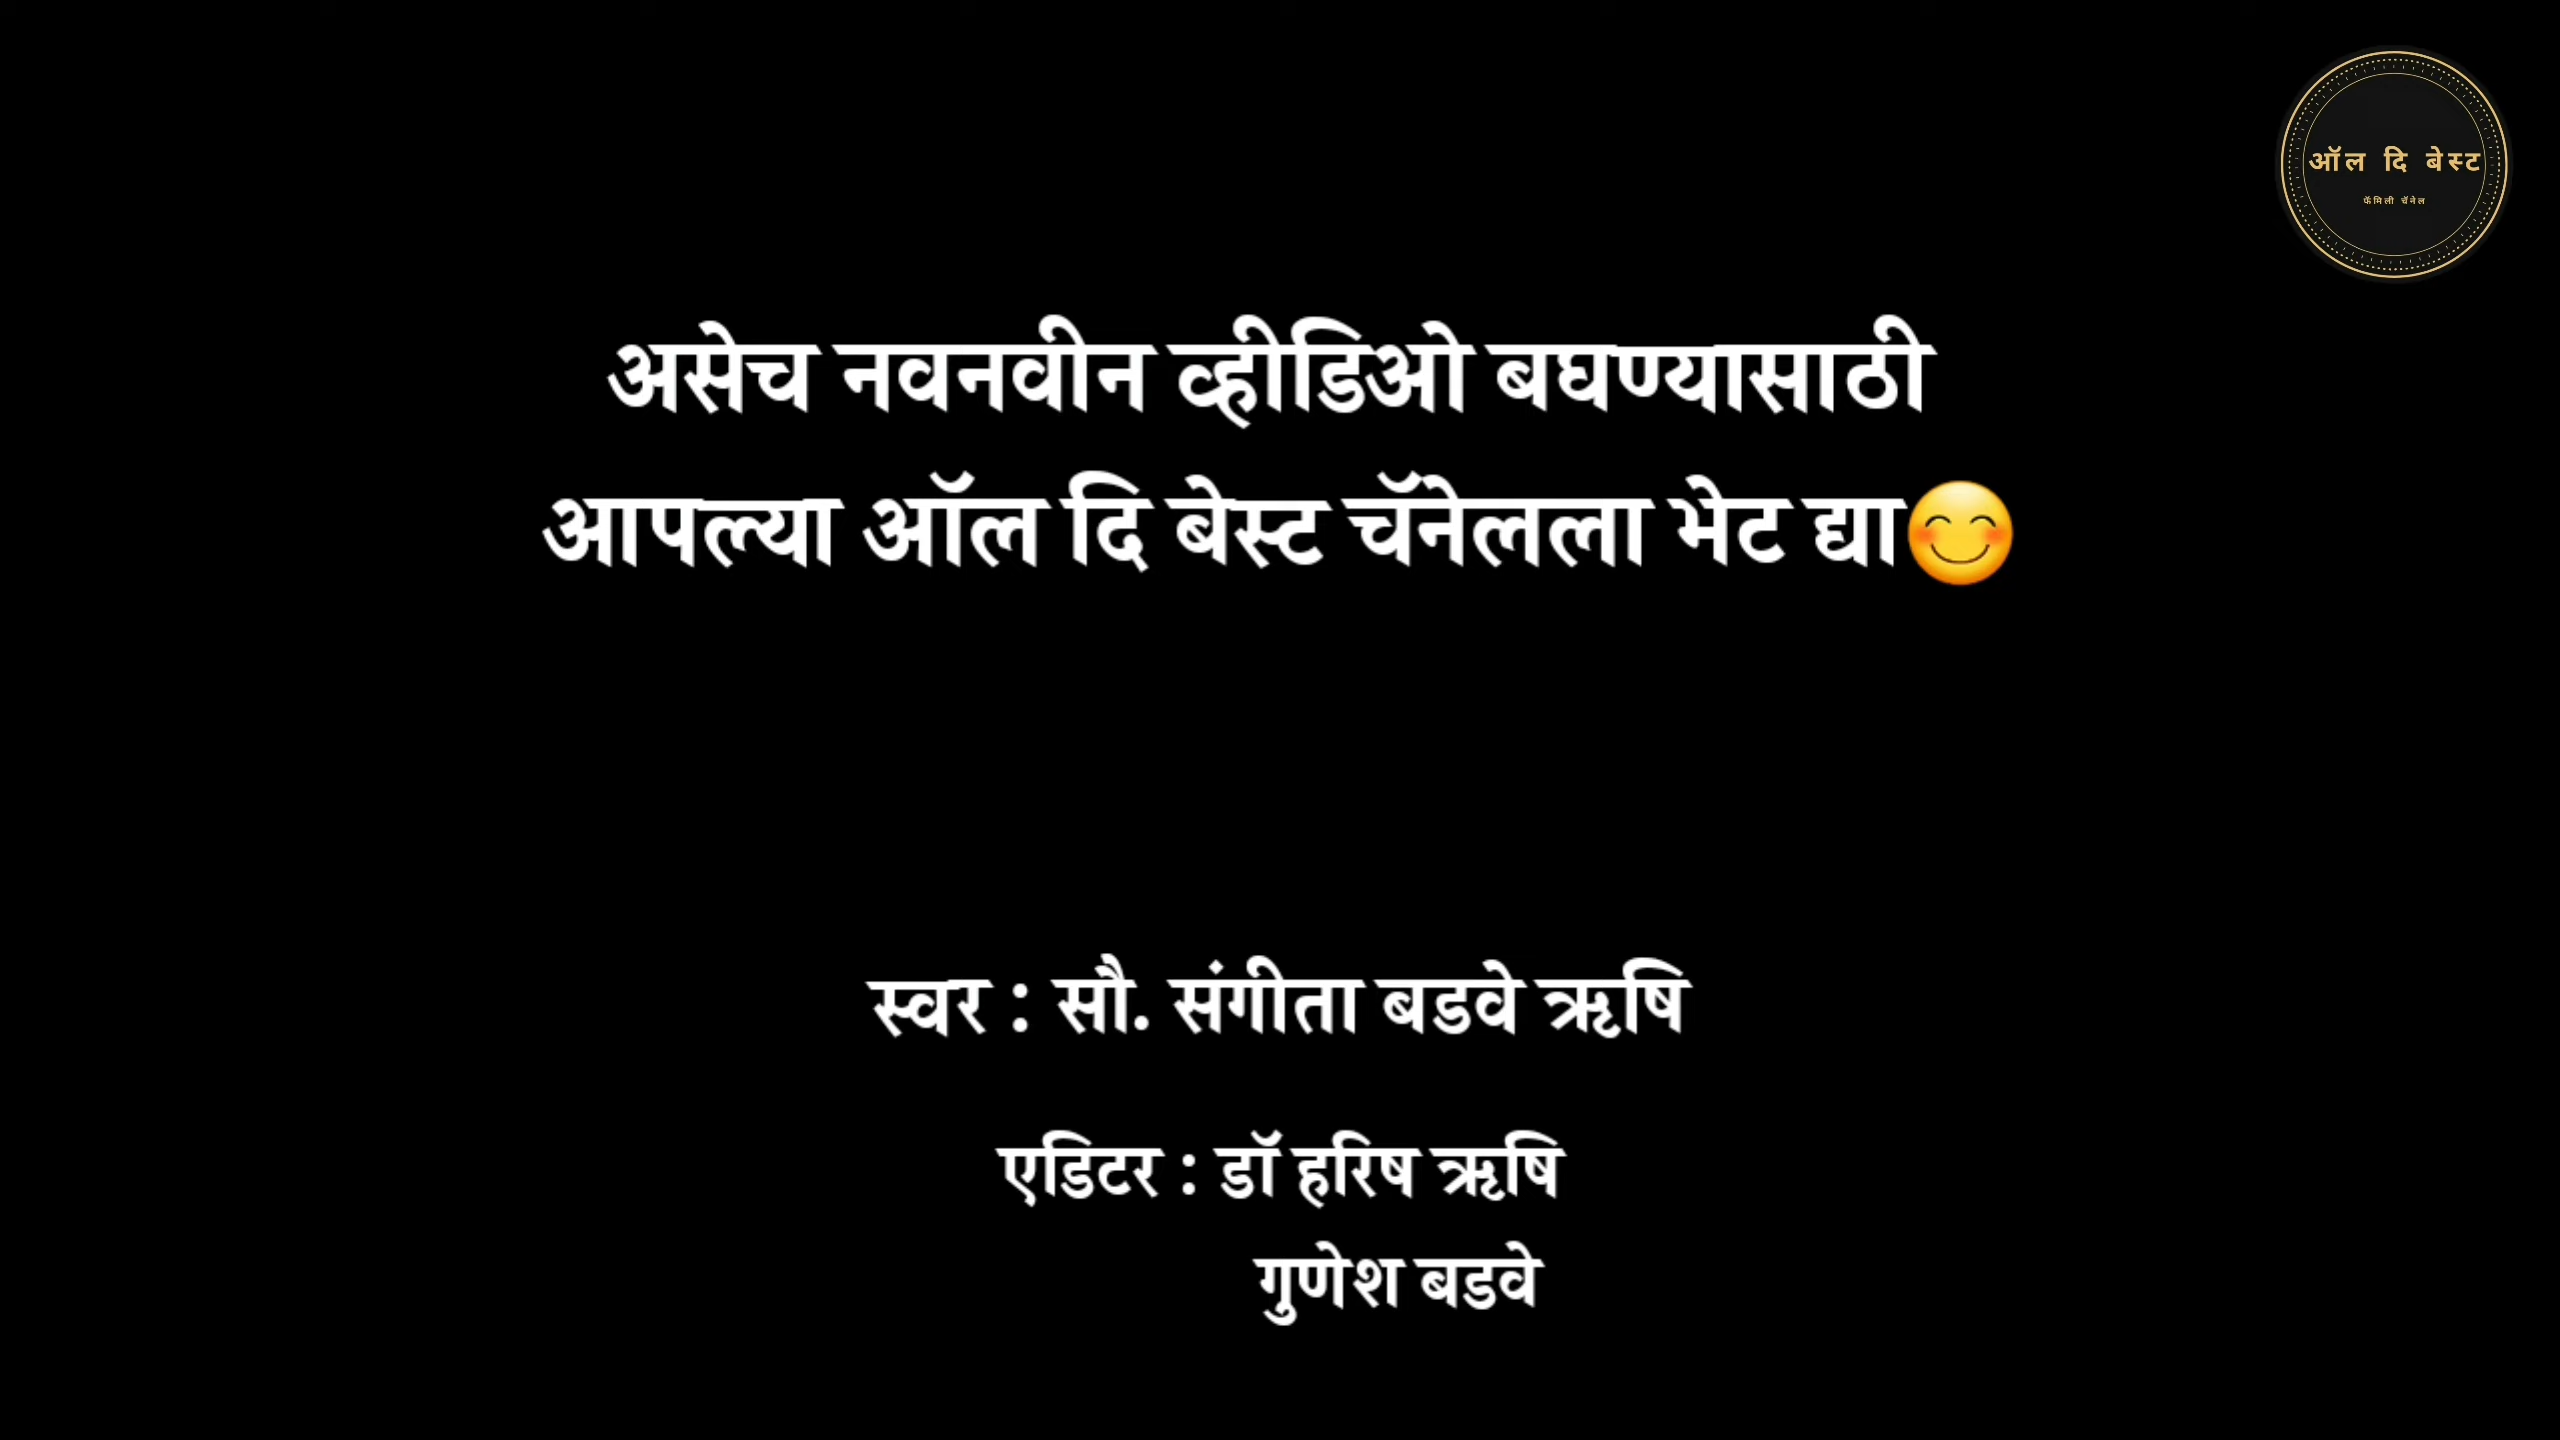 ऑल दि बेस्ट
फॅमिली चॅनेल
असेच नवनवीन व्हीडिओ बघण्यासाठी
आपल्या ऑल दि बेस्ट चॅनेलला भेट द्या😊
स्वर : सौ. संगीता बडवे ऋषि
एडिटर : डॉ हरिष ऋषि
गुणेश बडवे